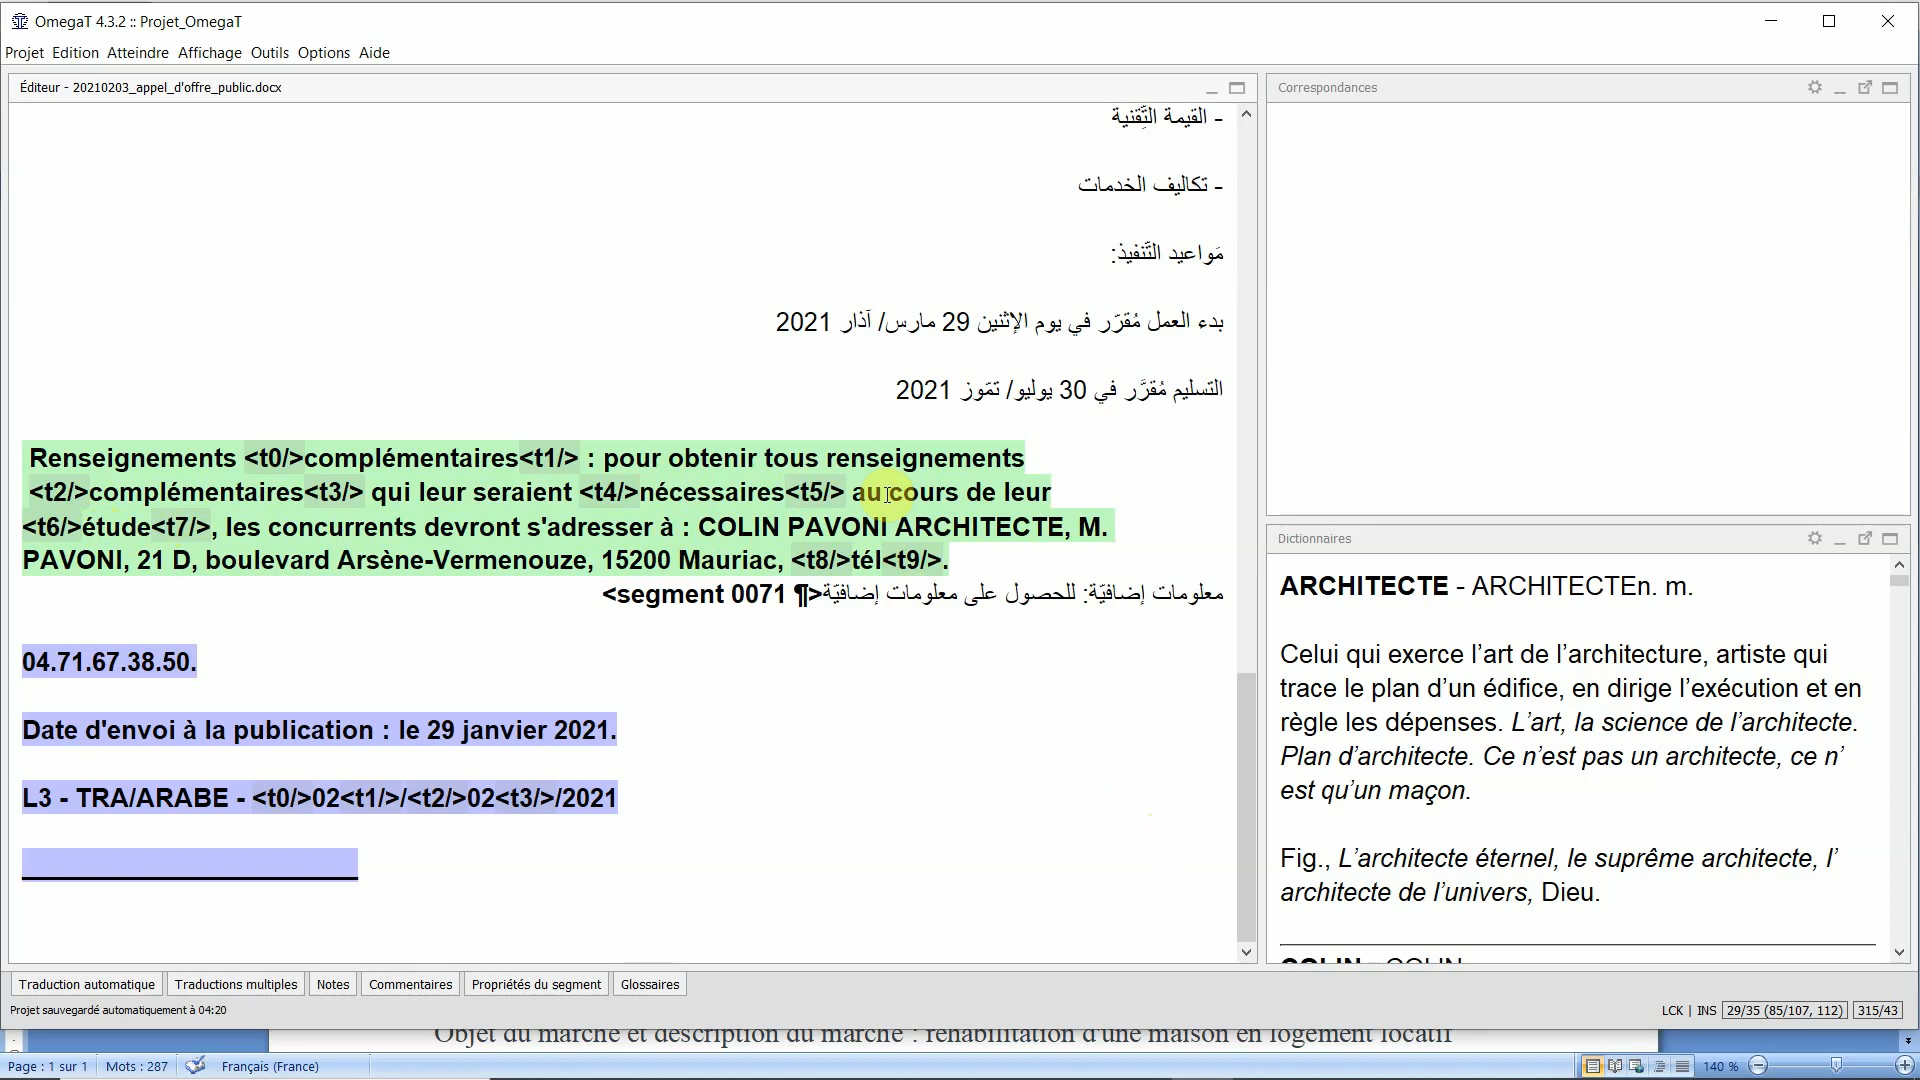 OmegaT 4.3.2 :: Projet_OmegaT
Projet Edition Atteindre Affichage Outils Options Aide
Éditeur - 20210203_appel_d'offre_public.docx
- القيمة التِّقنية
- تكاليف الخدمات
مَواعيد التّنفيذ:
بدء العمل مُقرّر في يوم الإثنين 29 مارس/ آذار 2021
التسليم مُقرَّر في 30 يوليو/ تمّوز 2021
Renseignements <t0/>complémentaires<t1/> : pour obtenir tous renseignements
<t2/>complémentaires<t3/> qui leur seraient <t4/>nécessaires<t5/> au cours de leur
<t6/>étude<t7/>, les concurrents devront s'adresser à : COLIN PAVONI ARCHITECTE, M.
PAVONI, 21 D, boulevard Arsène-Vermenouze, 15200 Mauriac, <t8/>tél<t9/>.
معلومات إضافيّة: للحصول على معلومات إضافيّة<segment 0071 ¶>
04.71.67.38.50.
Date d'envoi à la publication : le 29 janvier 2021.
L3 - TRA/ARABE - <t0/>02<t1/>/<t2/>02<t3/>/2021
Correspondances
Dictionnaires
ARCHITECTE - ARCHITECTEn. m.
Celui qui exerce l'art de l'architecture, artiste qui
trace le plan d'un édifice, en dirige l'exécution et en
règle les dépenses. L'art, la science de l'architecte.
Plan d'architecte. Ce n'est pas un architecte, ce n'
est qu'un maçon.
Fig., L'architecte éternel, le suprême architecte, l'
architecte de l'univers, Dieu.
COLIN - COLIN
Traduction automatique
Traductions multiples
Notes
Commentaires
Propriétés du segment
Glossaires
Projet sauvegardé automatiquement à 04:20
LCK | INS 29/35 (85/107, 112) 315/43
Objet du marché et description du marché : réhabilitation d'une maison en logement locatif
Page : 1 sur 1 Mots : 287 Français (France) 140 %